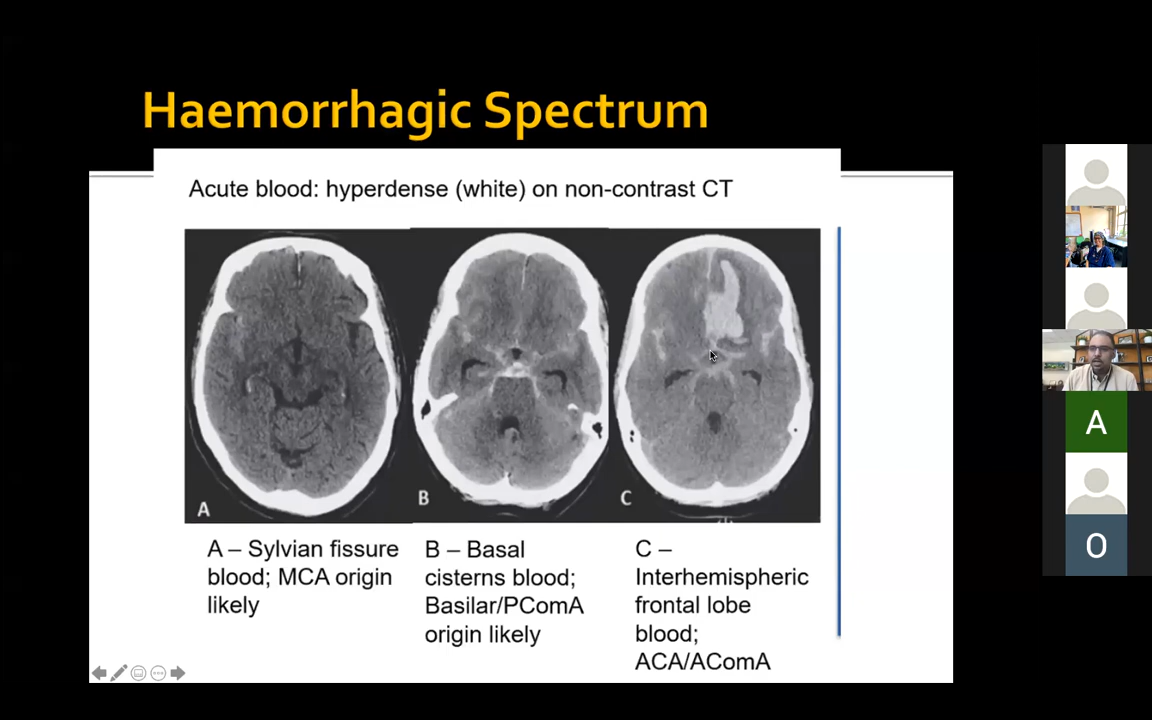 Haemorrhagic Spectrum
Acute blood: hyperdense (white) on non-contrast CT
A
B
C
A – Sylvian fissure
blood; MCA origin
likely
B – Basal
cisterns blood;
Basilar/PComA
origin likely
C –
Interhemispheric
frontal lobe
blood;
ACA/AComA
A
O